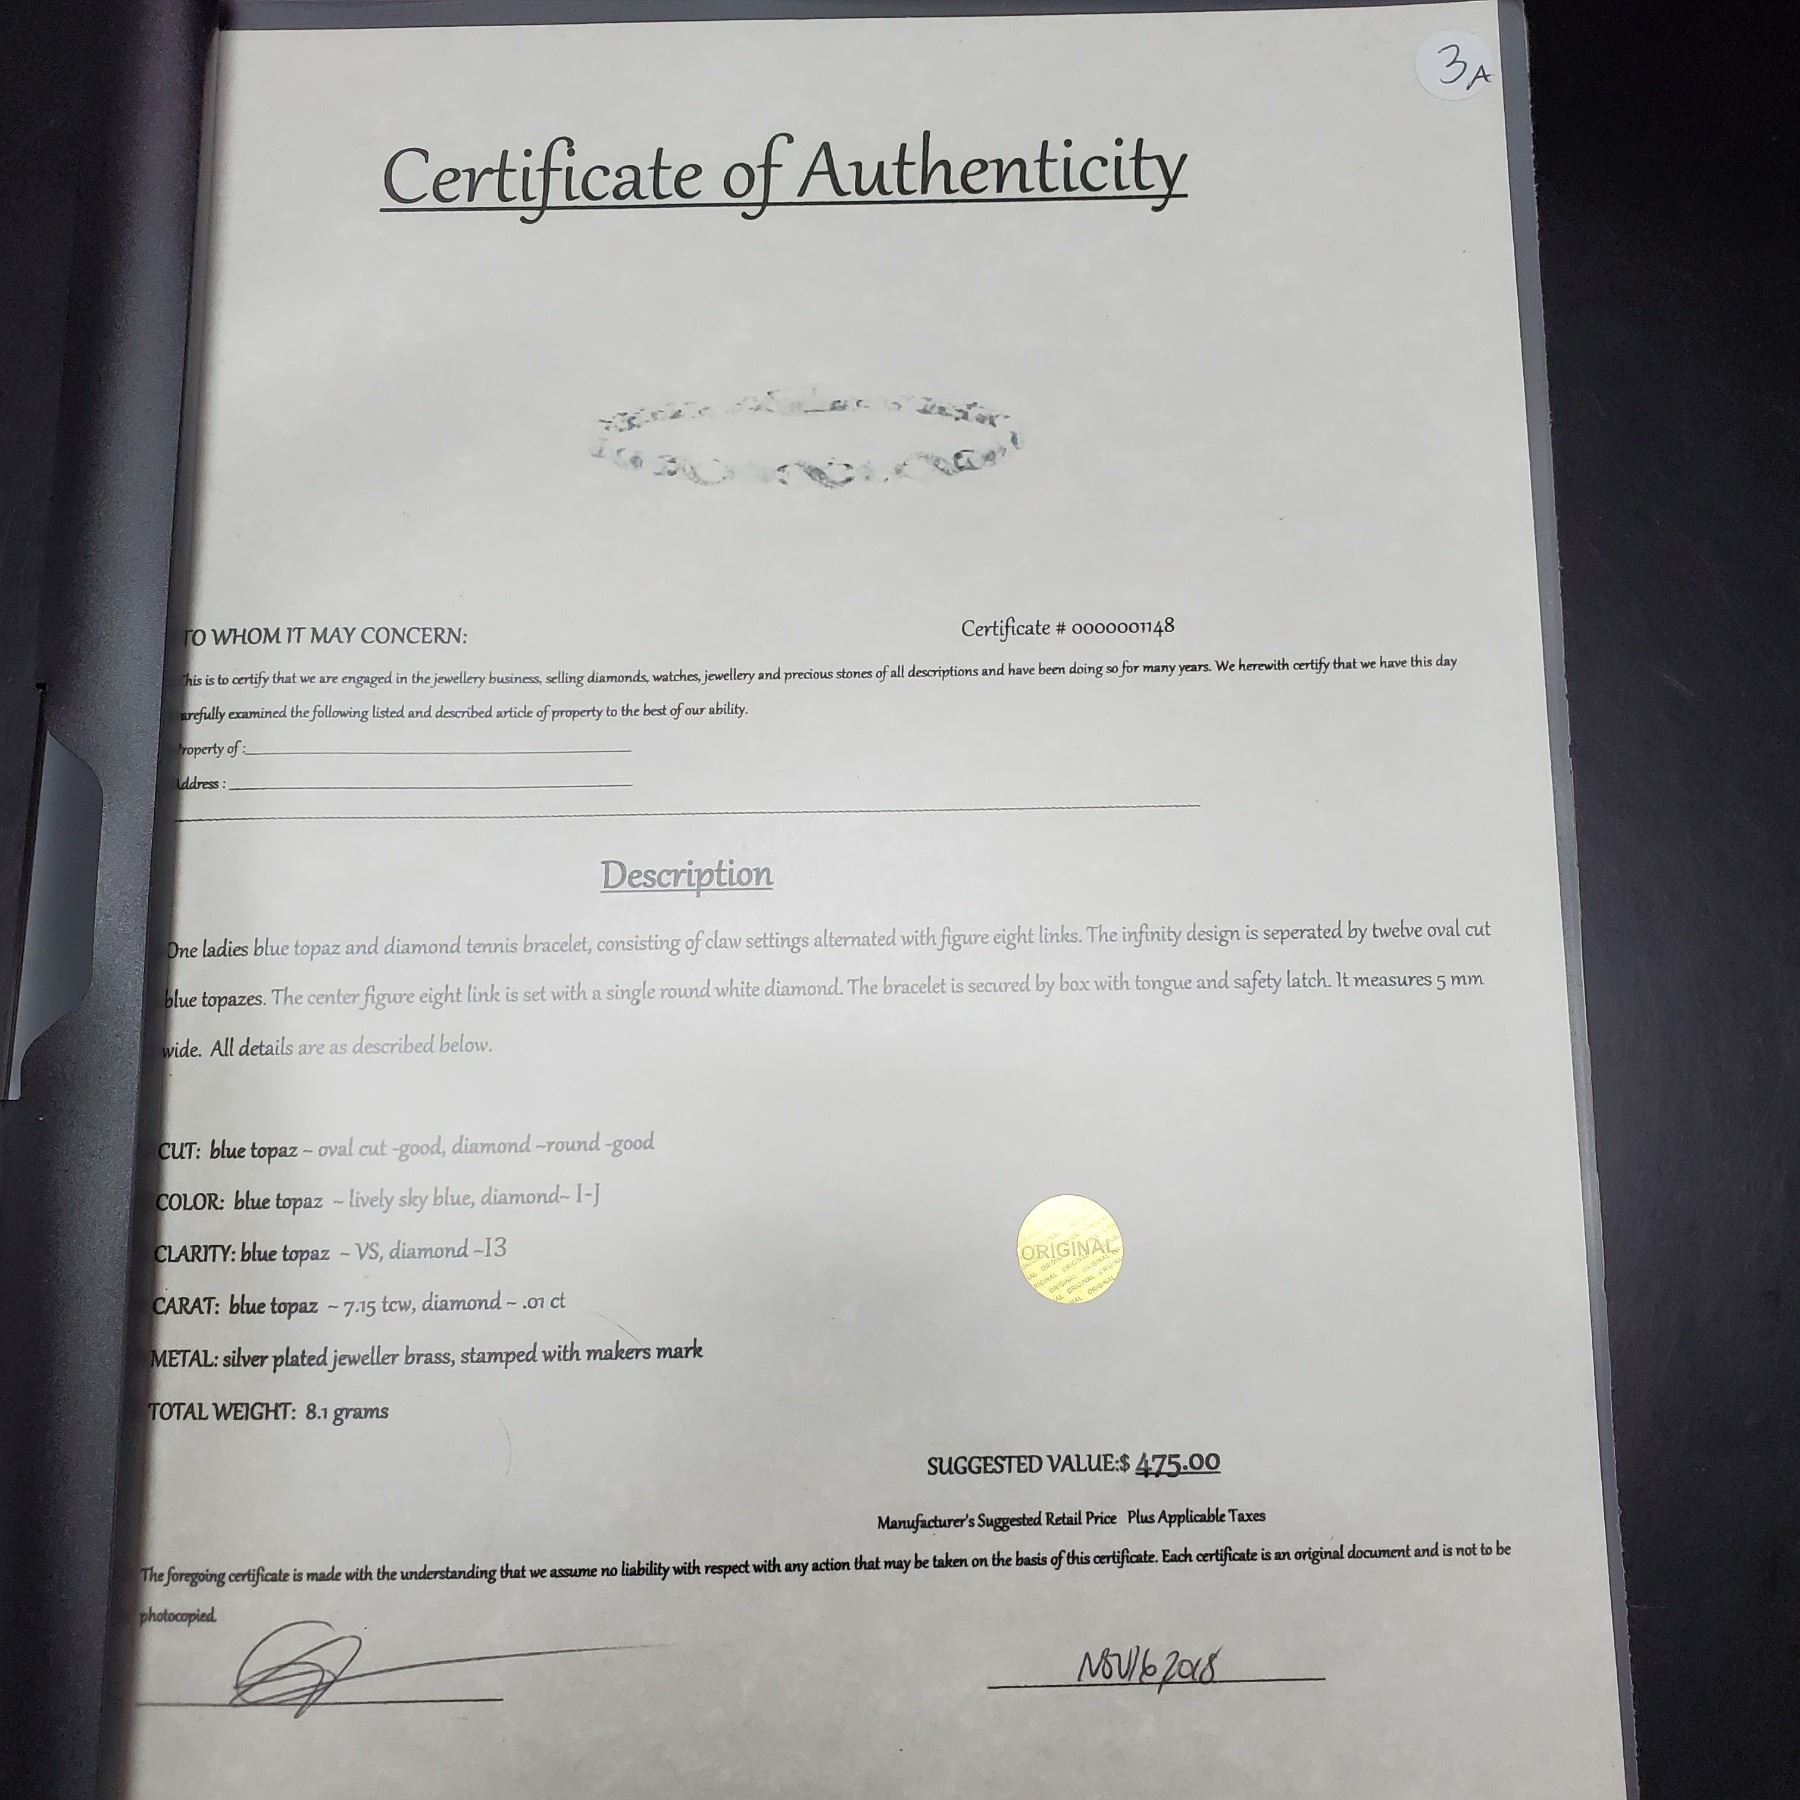 3A
Certificate of Authenticity
TO WHOM IT MAY CONCERN:
Certificate # 0000001148
his is to certify that we are engaged in the jewellery business, selling diamonds, watches, jewellery and precious stones of all descriptions and have been doing so for many years. We herewith certify that we have this day
arefully examined the following listed and described article of property to the best of our ability.
roperty of :
ddress :
Description
One ladies blue topaz and diamond tennis bracelet, consisting of claw settings alternated with figure eight links. The infinity design is seperated by twelve oval cut
blue topazes. The center figure eight link is set with a single round white diamond. The bracelet is secured by box with tongue and safety latch. It measures 5 mm
wide. All details are as described below.
CUT: blue topaz ~ oval cut -good, diamond ~round -good
COLOR: blue topaz ~ lively sky blue, diamond~ I-J
CLARITY: blue topaz ~ VS, diamond ~I3
CARAT: blue topaz ~ 7.15 tcw, diamond ~ .01 ct
METAL: silver plated jeweller brass, stamped with makers mark
TOTAL WEIGHT: 8.1 grams
ORIGINAL
SUGGESTED VALUE:$ 475.00
Manufacturer's Suggested Retail Price Plus Applicable Taxes
The foregoing certificate is made with the understanding that we assume no liability with respect with any action that may be taken on the basis of this certificate. Each certificate is an original document and is not to be
photocopied.
NOV 16 2018